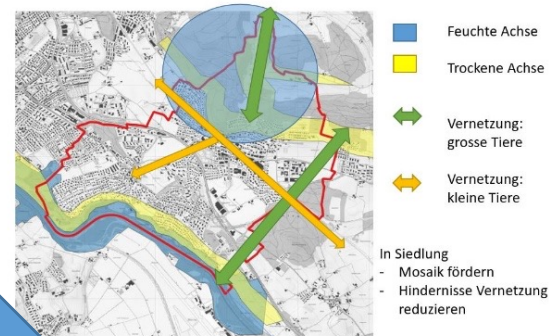 Feuchte Achse
Trockene Achse
Vernetzung:
grosse Tiere
Vernetzung:
kleine Tiere
In Siedlung
- Mosaik fördern
- Hindernisse Vernetzung
reduzieren